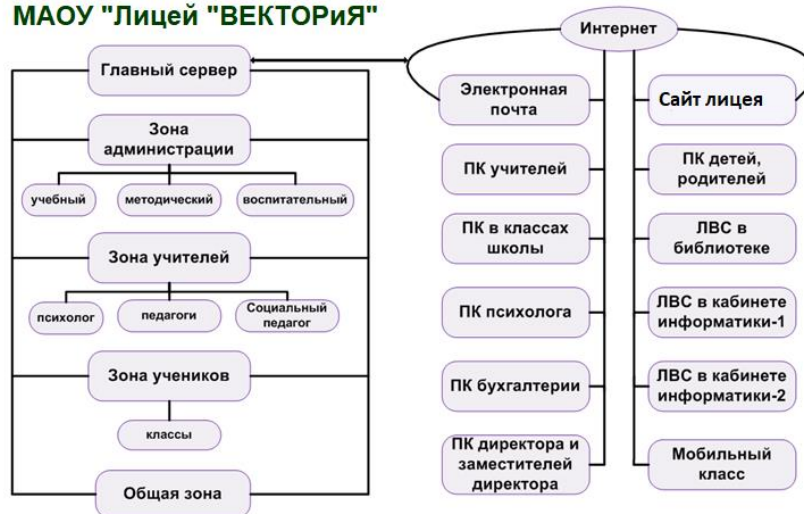 МАОУ "Лицей "ВЕКТОРиЯ"
Главный сервер
Зона
администрации
учебный
методический
воспитательный
Зона учителей
психолог
педагоги
Социальный
педагог
Зона учеников
классы
Общая зона
Интернет
Электронная
почта
Сайт лицея
ПК учителей
ПК детей,
родителей
ПК в классах
школы
ЛВС в
библиотеке
ПК психолога
ЛВС в кабинете
информатики-1
ПК бухгалтерии
ЛВС в кабинете
информатики-2
ПК директора и
заместителей
директора
Мобильный
класс